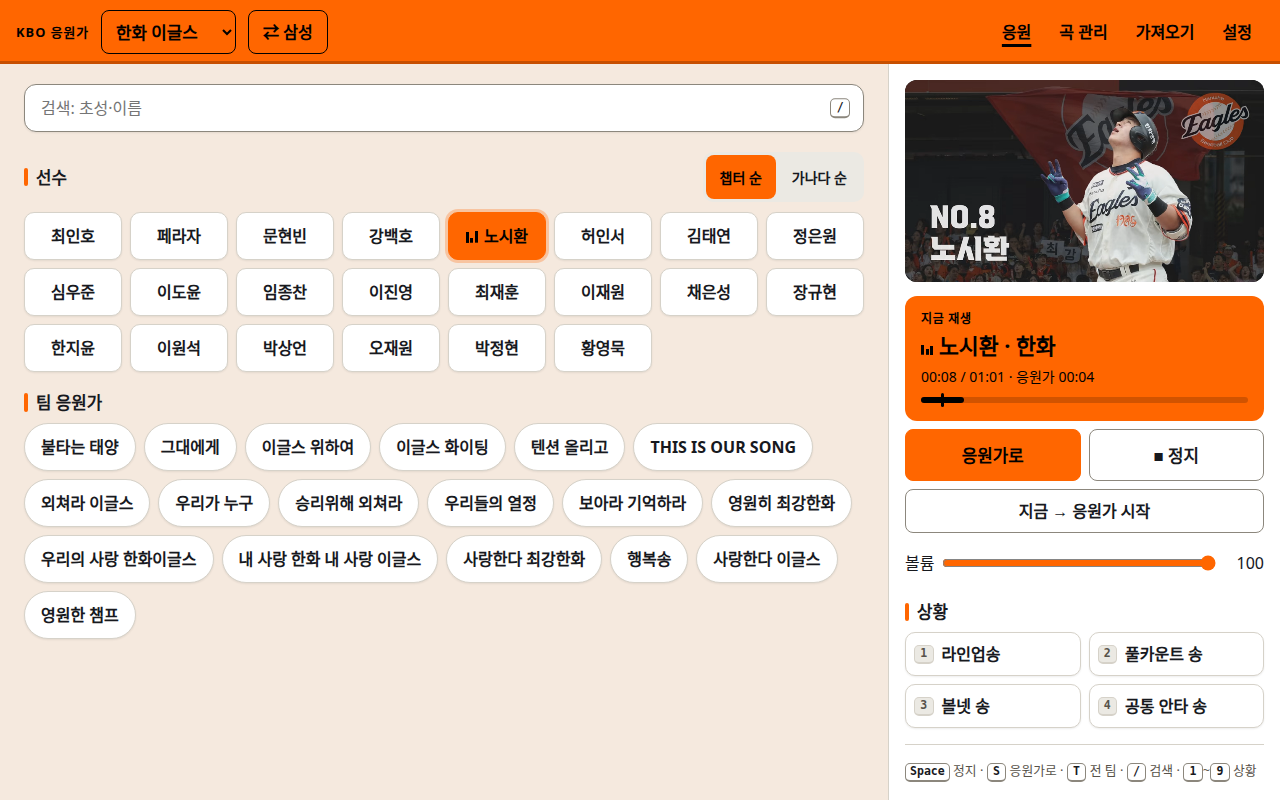 KBO 응원가
한화 이글스
⇄ 삼성
응원 곡 관리 가져오기 설정
검색: 초성·이름
/
선수
챕터 순 가나다 순
최인호 페라자 문현빈 강백호 노시환 허인서 김태연 정은원
심우준 이도윤 임종찬 이진영 최재훈 이재원 채은성 장규현
한지윤 이원석 박상언 오재원 박정현 황영묵
팀 응원가
불타는 태양 그대에게 이글스 위하여 이글스 화이팅 텐션 올리고 THIS IS OUR SONG
외쳐라 이글스 우리가 누구 승리위해 외쳐라 우리들의 열정 보아라 기억하라 영원히 최강한화
우리의 사랑 한화이글스 내 사랑 한화 내 사랑 이글스 사랑한다 최강한화 행복송 사랑한다 이글스
영원한 챔프
Eagles
Eagles
NO.8
노시환
최강
지금 재생
노시환 · 한화
00:08 / 01:01 · 응원가 00:04
응원가로
■ 정지
지금 → 응원가 시작
볼륨 100
상황
1 라인업송
2 풀카운트 송
3 볼넷 송
4 공통 안타 송
Space 정지 · S 응원가로 · T 전 팀 · / 검색 · 1~9 상황